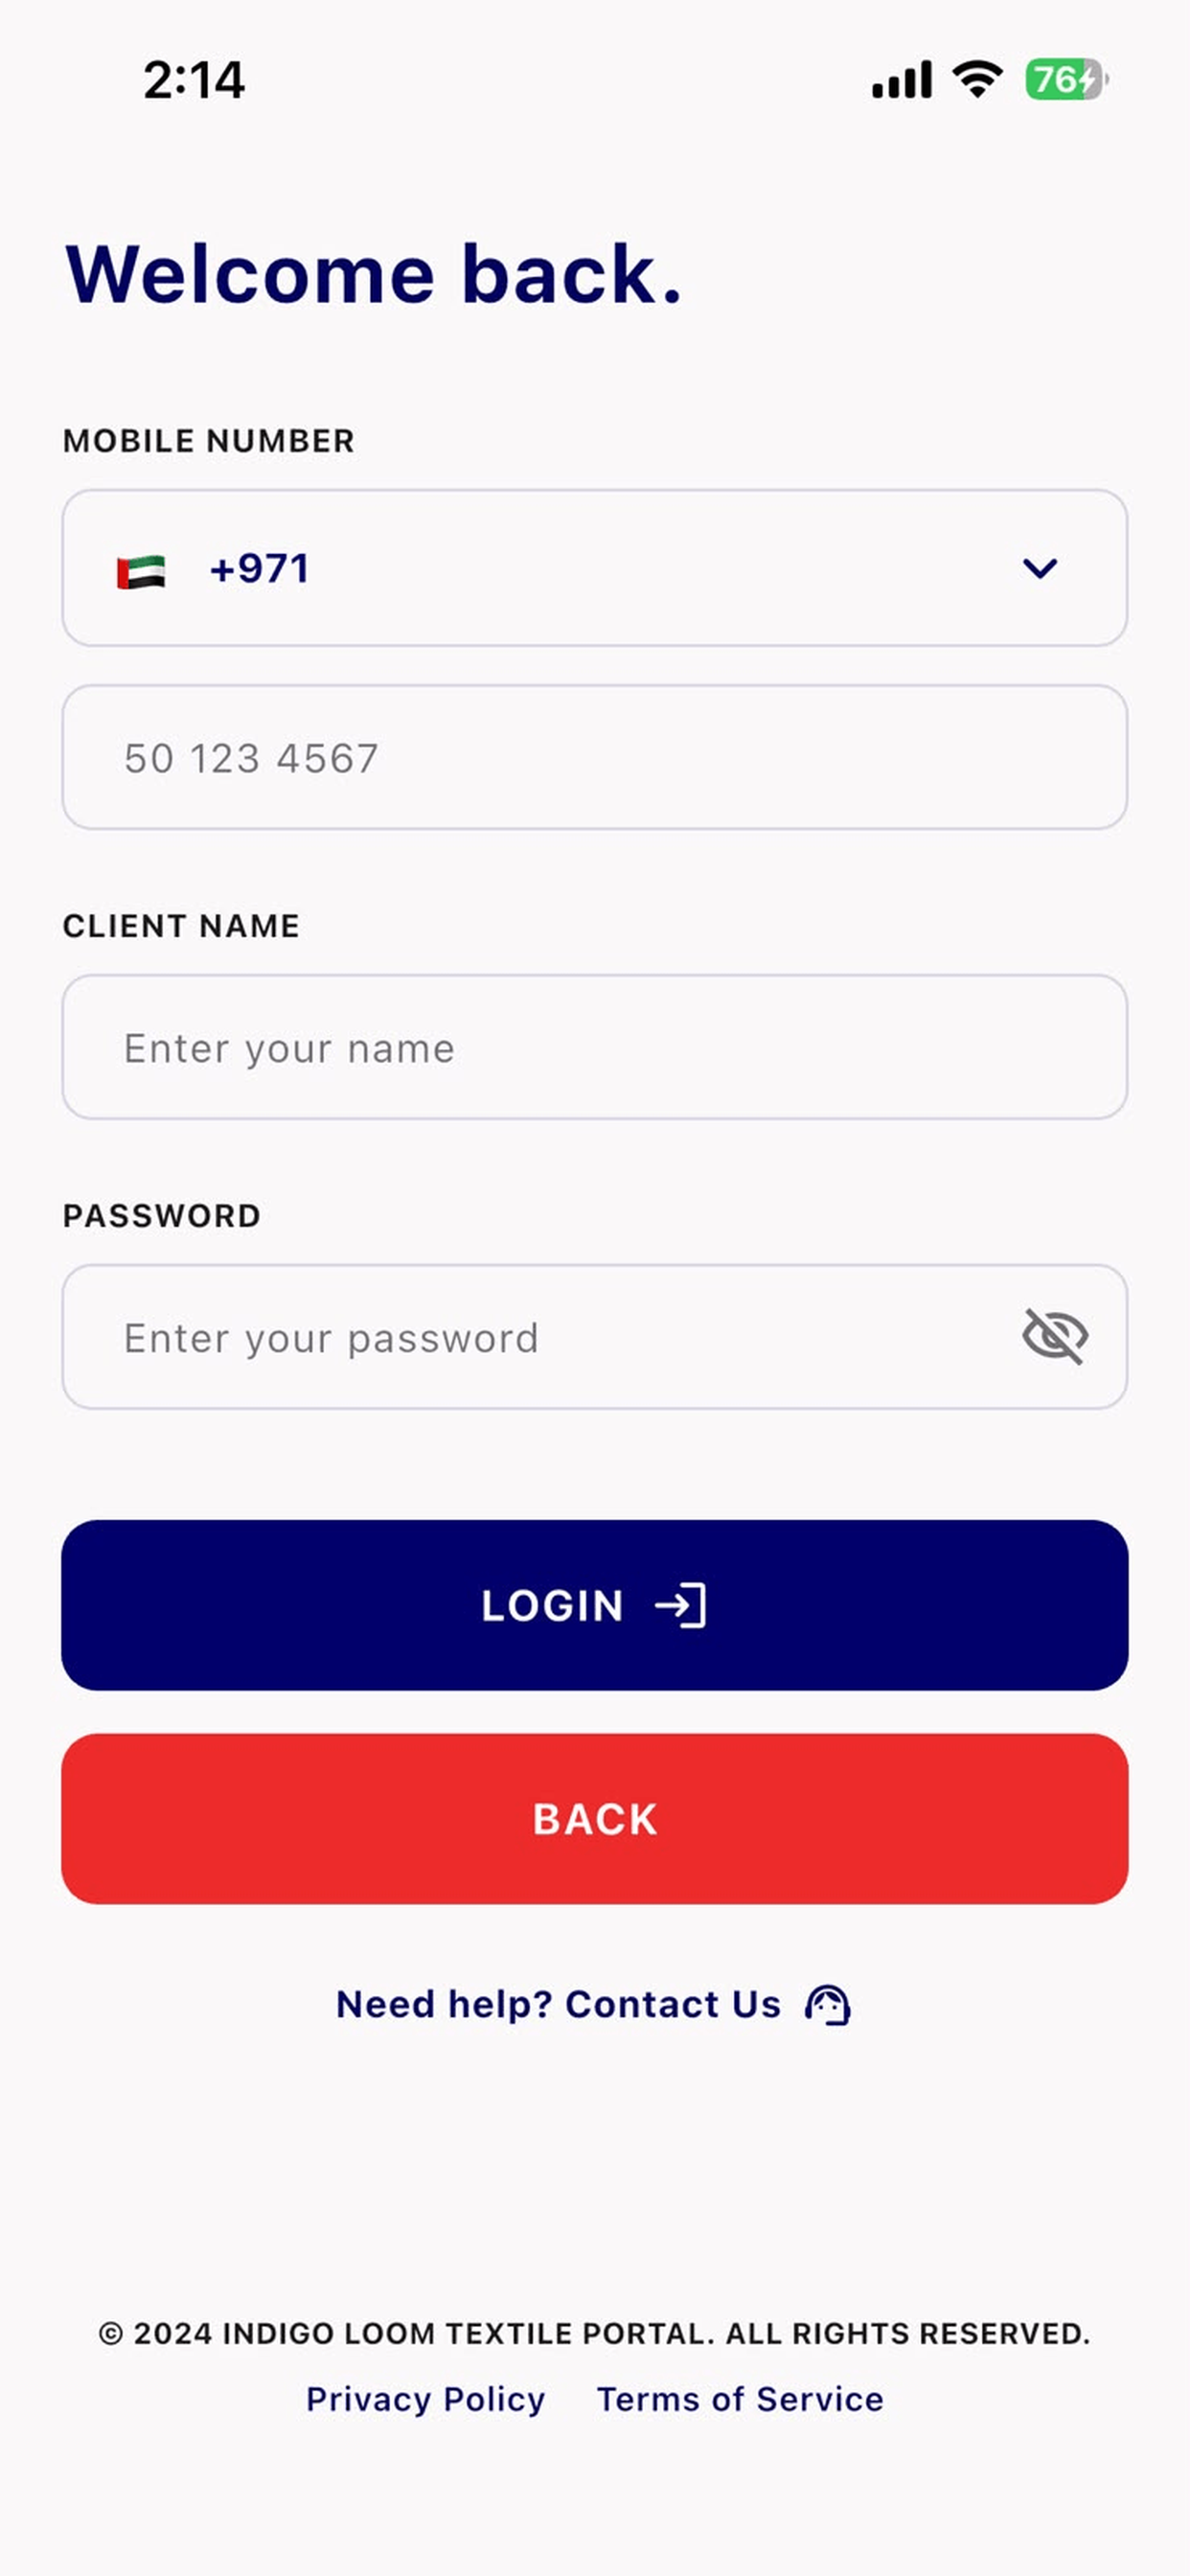 2:14
76
Welcome back.
MOBILE NUMBER
+971
50 123 4567
CLIENT NAME
Enter your name
PASSWORD
Enter your password
LOGIN
BACK
Need help? Contact Us
© 2024 INDIGO LOOM TEXTILE PORTAL. ALL RIGHTS RESERVED.
Privacy Policy Terms of Service